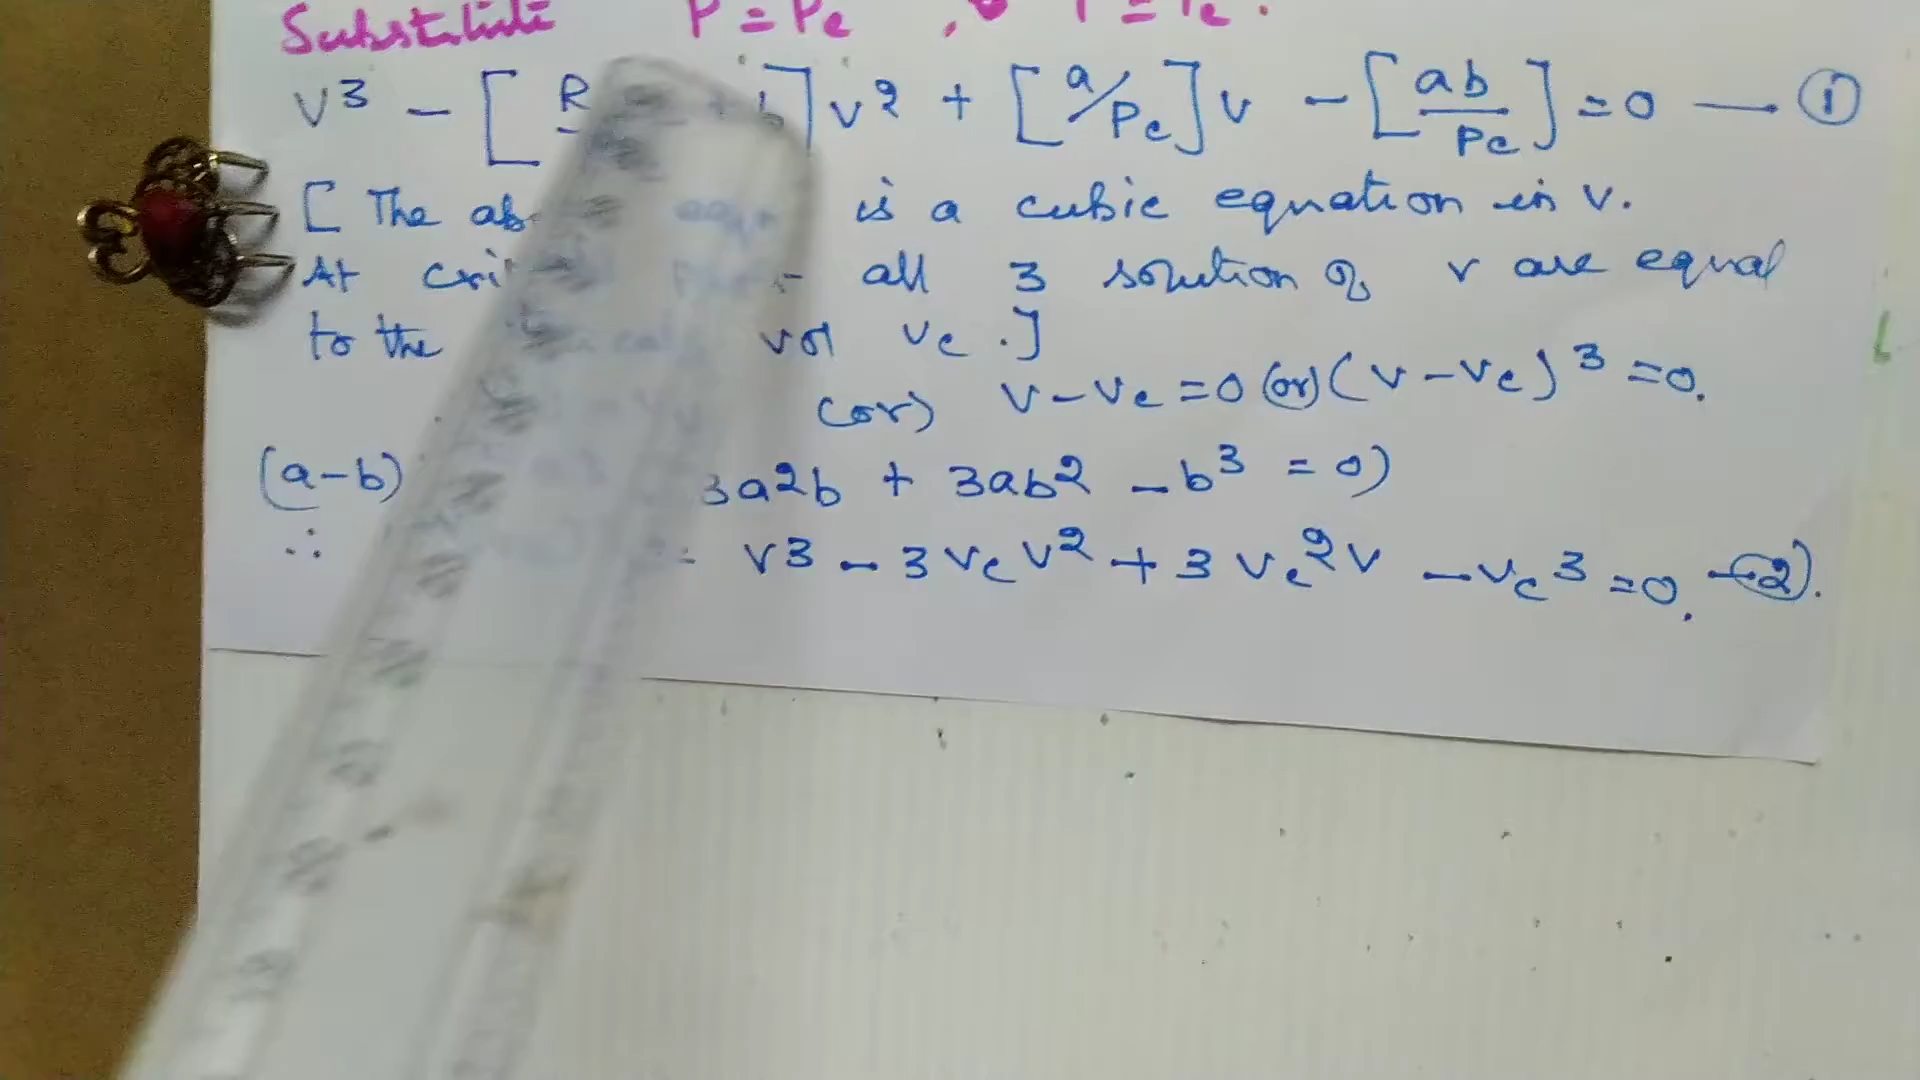 Substitute P = Pc , T = Tc .
V³ - [ R + b ] V² + [ a/Pc ] V - [ ab/Pc ] = 0 — ①
[ The is a cubic equation in V.
At all 3 solution of V are equal
to the vol Vc . ]
(or) V - Vc = 0 (or) (V - Vc)³ = 0.
(a-b) 3a²b + 3ab² - b³ = 0)
∴ = V³ - 3VcV² + 3Vc²V - Vc³ = 0. - ②.